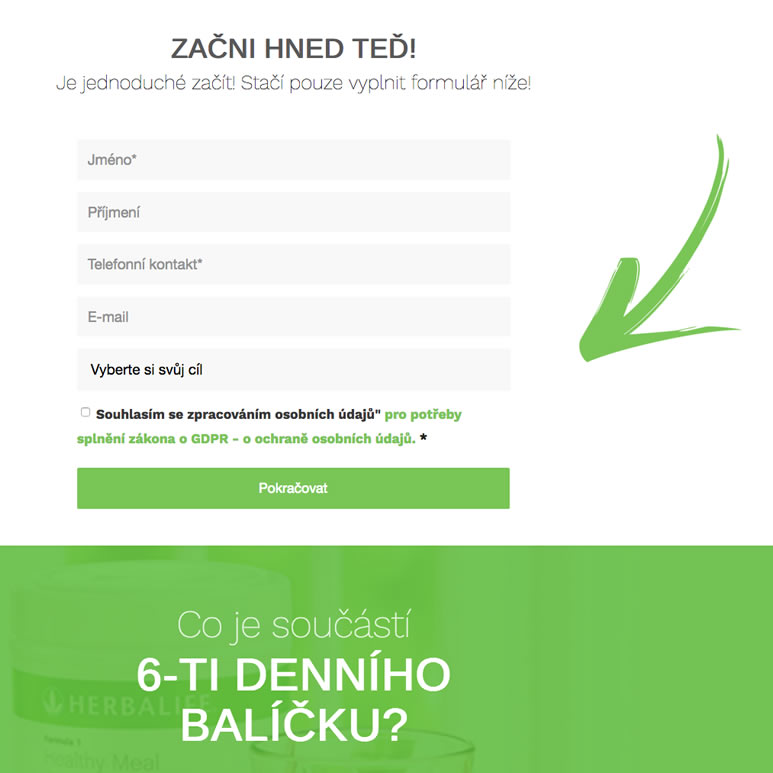 ZAČNI HNED TEĎ!
Je jednoduché začít! Stačí pouze vyplnit formulář níže!
Jméno*
Příjmení
Telefonní kontakt*
E-mail
Vyberte si svůj cíl
Souhlasím se zpracováním osobních údajů" pro potřeby
splnění zákona o GDPR - o ochraně osobních údajů. *
Pokračovat
Co je součástí
6-TI DENNÍHO
BALÍČKU?
HERBALIFE
Formula 1
Healthy Meal